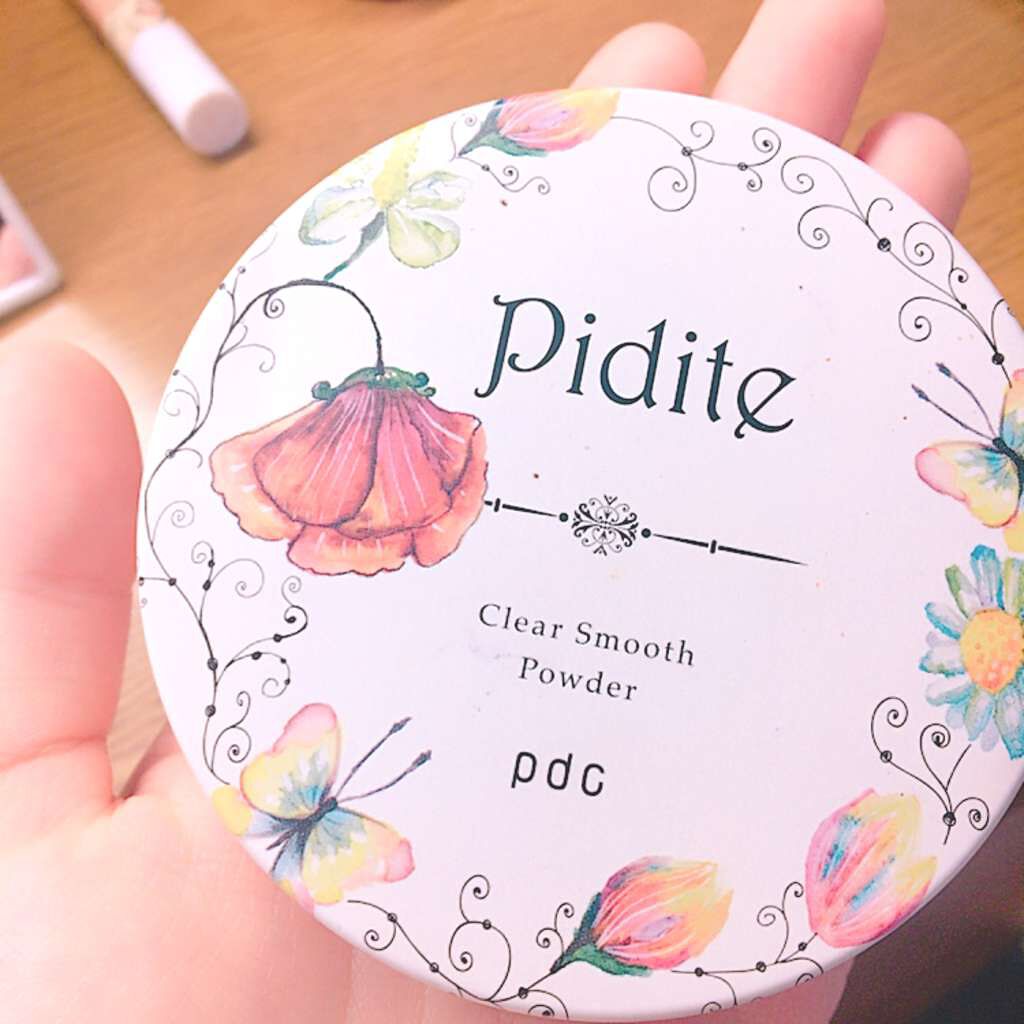 Pidite
Clear Smooth
Powder
pdc